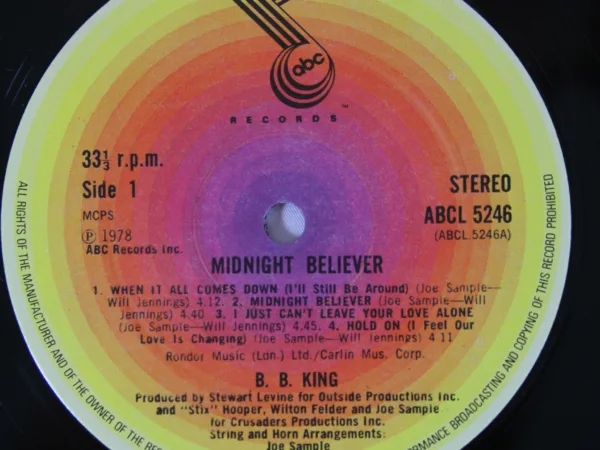 abc
RECORDS
TM
33⅓ r.p.m.
Side 1
MCPS
Ⓟ 1978
ABC Records Inc.
STEREO
ABCL 5246
(ABCL.5246A)
MIDNIGHT BELIEVER
1. WHEN IT ALL COMES DOWN (I'll Still Be Around) (Joe Sample—
Will Jennings) 4.12. 2. MIDNIGHT BELIEVER (Joe Sample—Will
Jennings) 4.40 3. I JUST CAN'T LEAVE YOUR LOVE ALONE
(Joe Sample—Will Jennings) 4.45. 4. HOLD ON (I Feel Our
Love Is Changing) (Joe Sample—Will Jennings) 4 11
Rondor Music (Ldn.) Ltd./Carlin Mus. Corp.
B. B. KING
Produced by Stewart Levine for Outside Productions Inc.
and "Stix" Hooper, Wilton Felder and Joe Sample
for Crusaders Productions Inc.
String and Horn Arrangements:
Joe Sample
ALL RIGHTS OF THE MANUFACTURER AND OF THE OWNER OF THE
BROADCASTING AND COPYING OF THIS RECORD PROHIBITED